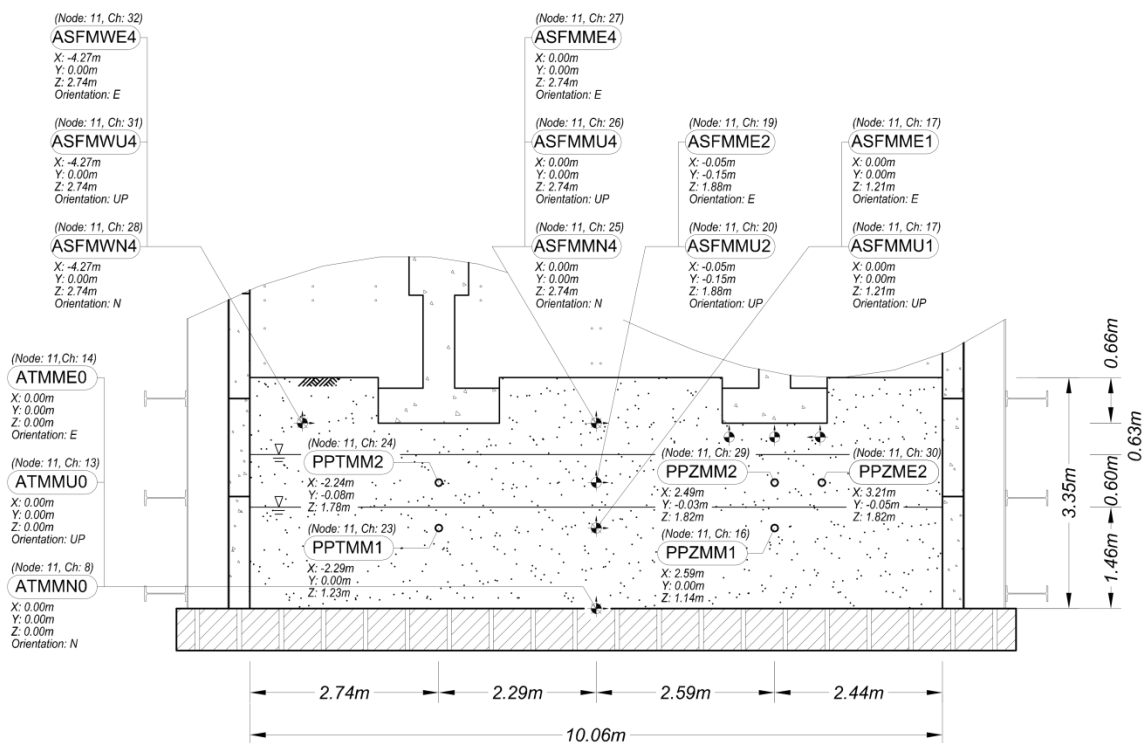 (Node: 11, Ch: 32)
ASFMWE4
X: -4.27m
Y: 0.00m
Z: 2.74m
Orientation: E
(Node: 11, Ch: 31)
ASFMWU4
X: -4.27m
Y: 0.00m
Z: 2.74m
Orientation: UP
(Node: 11, Ch: 28)
ASFMWN4
X: -4.27m
Y: 0.00m
Z: 2.74m
Orientation: N
(Node: 11, Ch: 27)
ASFMME4
X: 0.00m
Y: 0.00m
Z: 2.74m
Orientation: E
(Node: 11, Ch: 26)
ASFMMU4
X: 0.00m
Y: 0.00m
Z: 2.74m
Orientation: UP
(Node: 11, Ch: 25)
ASFMMN4
X: 0.00m
Y: 0.00m
Z: 2.74m
Orientation: N
(Node: 11, Ch: 19)
ASFMME2
X: -0.05m
Y: -0.15m
Z: 1.88m
Orientation: E
(Node: 11, Ch: 20)
ASFMMU2
X: -0.05m
Y: -0.15m
Z: 1.88m
Orientation: UP
(Node: 11, Ch: 17)
ASFMME1
X: 0.00m
Y: 0.00m
Z: 1.21m
Orientation: E
(Node: 11, Ch: 17)
ASFMMU1
X: 0.00m
Y: 0.00m
Z: 1.21m
Orientation: UP
(Node: 11,Ch: 14)
ATMME0
X: 0.00m
Y: 0.00m
Z: 0.00m
Orientation: E
(Node: 11, Ch: 13)
ATMMU0
X: 0.00m
Y: 0.00m
Z: 0.00m
Orientation: UP
(Node: 11, Ch: 8)
ATMMN0
X: 0.00m
Y: 0.00m
Z: 0.00m
Orientation: N
(Node: 11, Ch: 24)
PPTMM2
X: -2.24m
Y: -0.08m
Z: 1.78m
(Node: 11, Ch: 23)
PPTMM1
X: -2.29m
Y: 0.00m
Z: 1.23m
(Node: 11, Ch: 29)
PPZMM2
X: 2.49m
Y: -0.03m
Z: 1.82m
(Node: 11, Ch: 30)
PPZME2
X: 3.21m
Y: -0.05m
Z: 1.82m
(Node: 11, Ch: 16)
PPZMM1
X: 2.59m
Y: 0.00m
Z: 1.14m
0.66m
0.63m
0.60m
1.46m
3.35m
2.74m
2.29m
2.59m
2.44m
10.06m